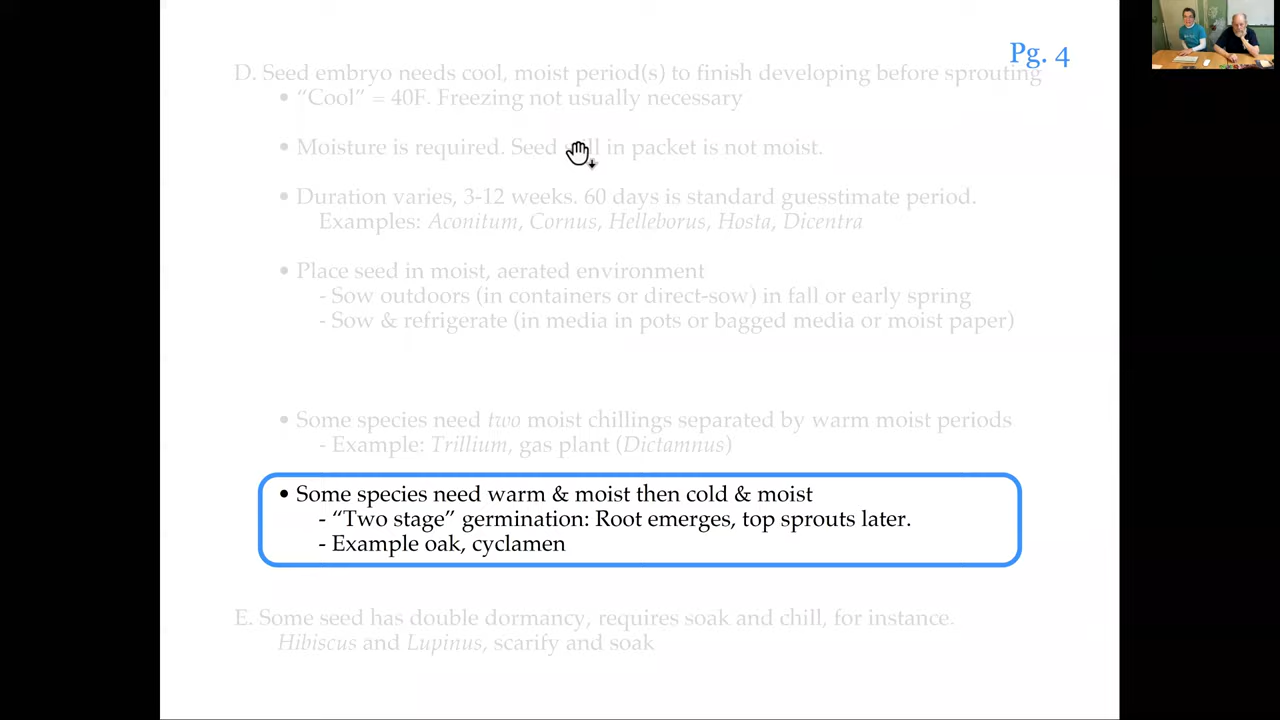 Pg. 4
D. Seed embryo needs cool, moist period(s) to finish developing before sprouting
• “Cool” = 40F. Freezing not usually necessary
• Moisture is required. Seed still in packet is not moist.
• Duration varies, 3-12 weeks. 60 days is standard guesstimate period.
Examples: Aconitum, Cornus, Helleborus, Hosta, Dicentra
• Place seed in moist, aerated environment
- Sow outdoors (in containers or direct-sow) in fall or early spring
- Sow & refrigerate (in media in pots or bagged media or moist paper)
• Some species need two moist chillings separated by warm moist periods
- Example: Trillium, gas plant (Dictamnus)
• Some species need warm & moist then cold & moist
- “Two stage” germination: Root emerges, top sprouts later.
- Example oak, cyclamen
E. Some seed has double dormancy, requires soak and chill, for instance.
Hibiscus and Lupinus, scarify and soak